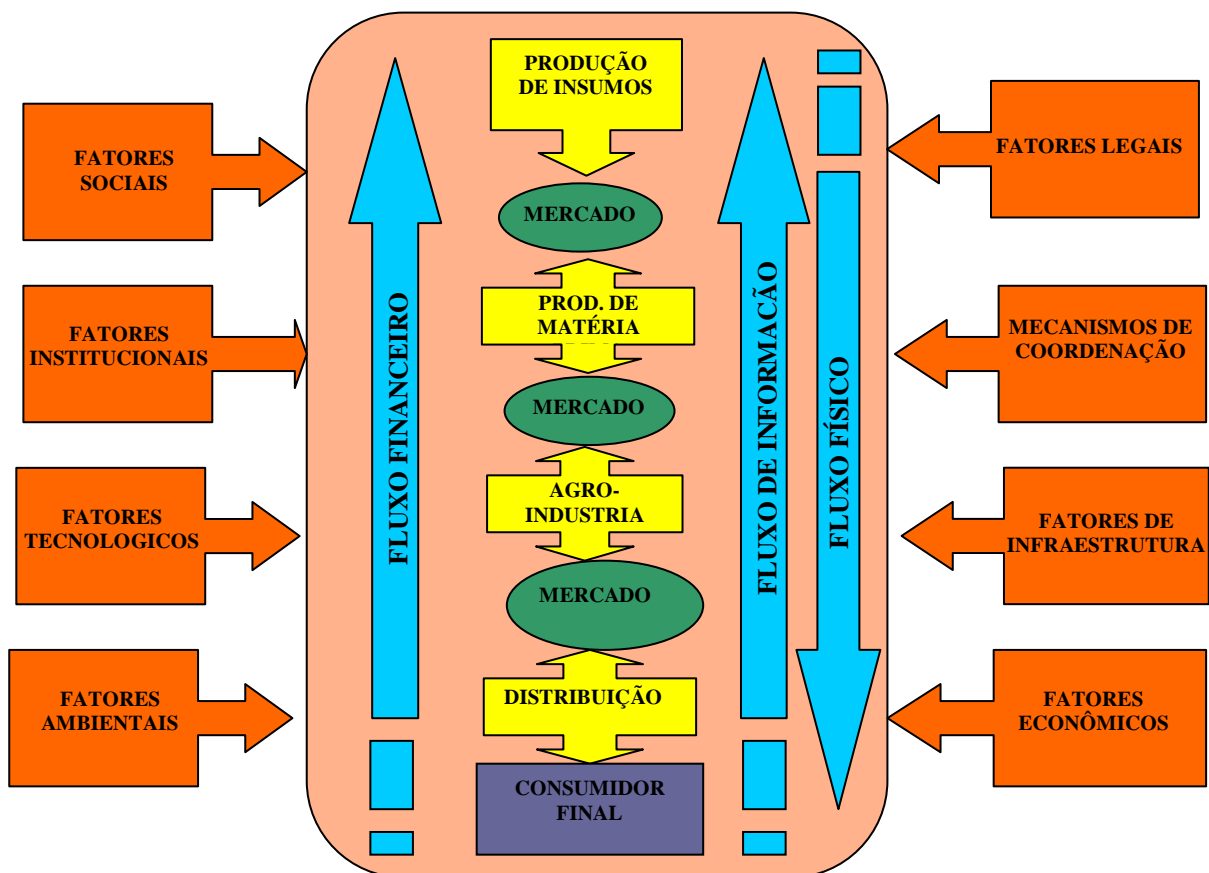 PRODUÇÃO
DE INSUMOS
FATORES
SOCIAIS
FATORES LEGAIS
MERCADO
FATORES
INSTITUCIONAIS
FLUXO FINANCEIRO
PROD. DE
MATÉRIA
FLUXO DE INFORMAÇÃO
FLUXO FÍSICO
MECANISMOS DE
COORDENAÇÃO
MERCADO
FATORES
TECNOLOGICOS
AGRO-
INDUSTRIA
FATORES DE
INFRAESTRUTURA
MERCADO
FATORES
AMBIENTAIS
DISTRIBUIÇÃO
FATORES
ECONÔMICOS
CONSUMIDOR
FINAL